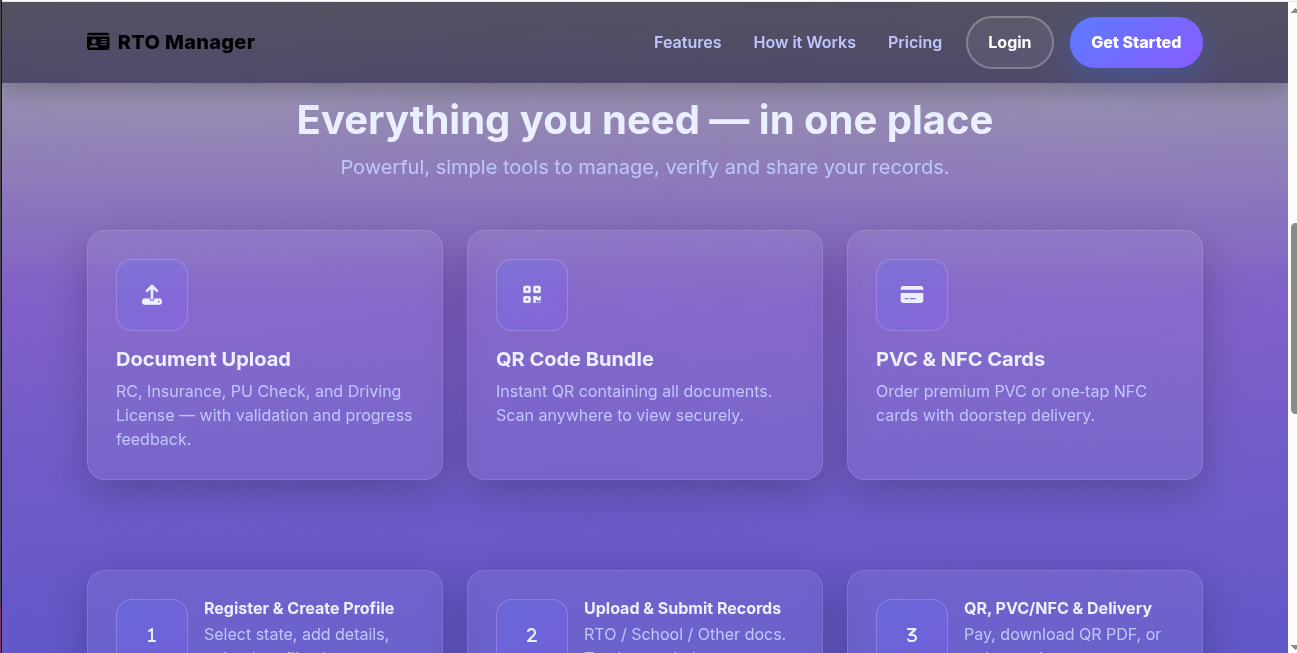 RTO Manager
Features
How it Works
Pricing
Login
Get Started
Everything you need — in one place
Powerful, simple tools to manage, verify and share your records.
Document Upload
RC, Insurance, PU Check, and Driving
License — with validation and progress
feedback.
QR Code Bundle
Instant QR containing all documents.
Scan anywhere to view securely.
PVC & NFC Cards
Order premium PVC or one-tap NFC
cards with doorstep delivery.
1
Register & Create Profile
Select state, add details,
2
Upload & Submit Records
RTO / School / Other docs.
3
QR, PVC/NFC & Delivery
Pay, download QR PDF, or